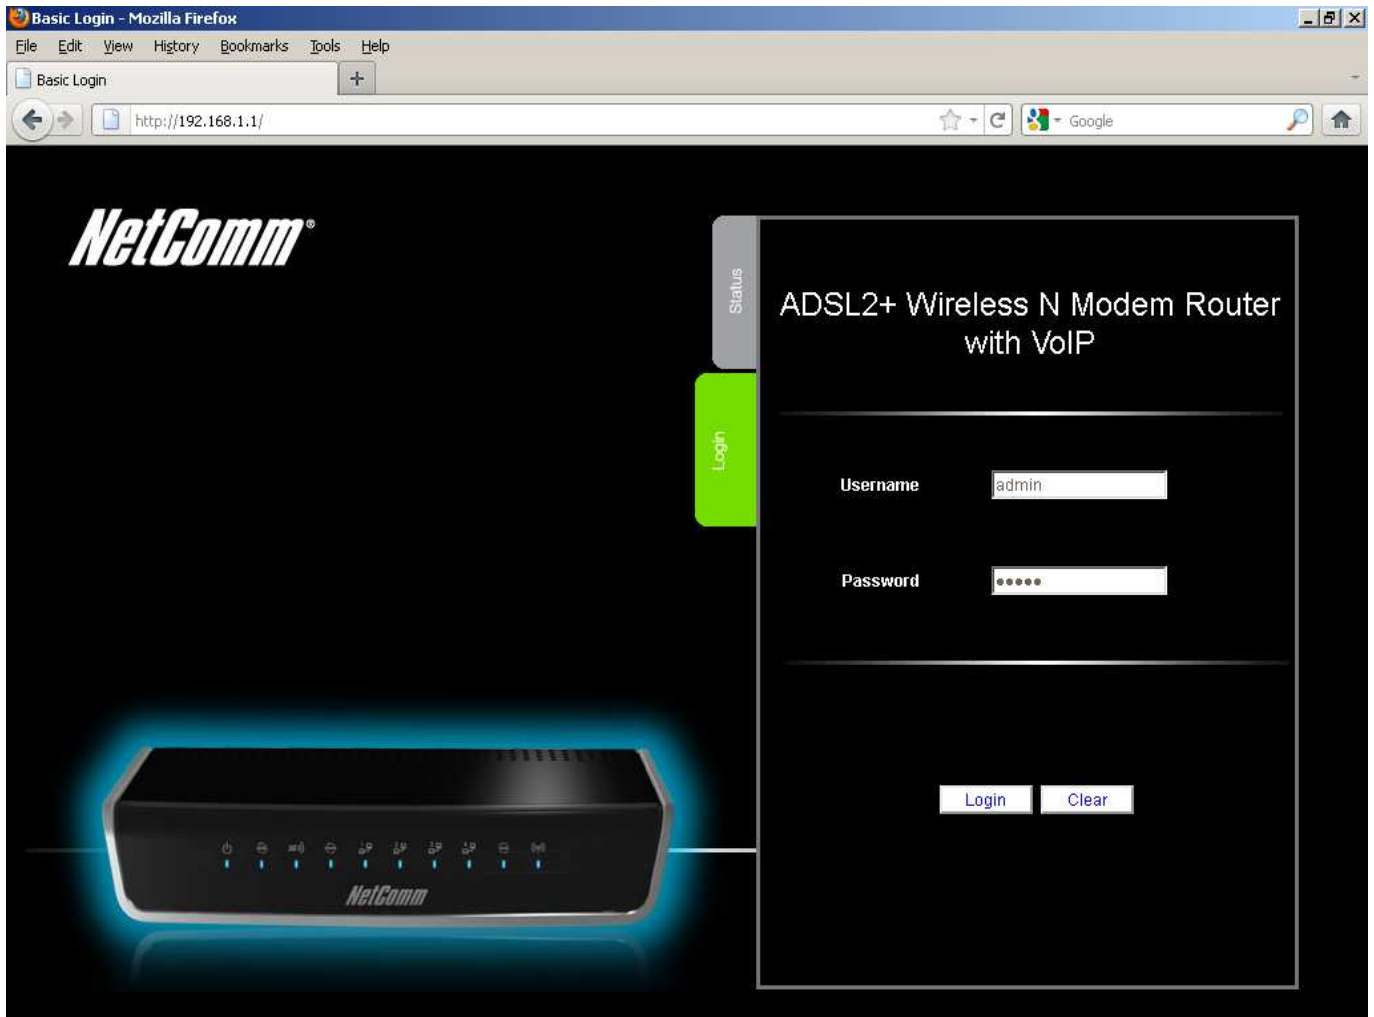 Basic Login - Mozilla Firefox
File Edit View History Bookmarks Tools Help
Basic Login
http://192.168.1.1/
Google
NetComm®
Status
ADSL2+ Wireless N Modem Router
with VoIP
Login
Username admin
Password •••••
Login Clear
NetComm